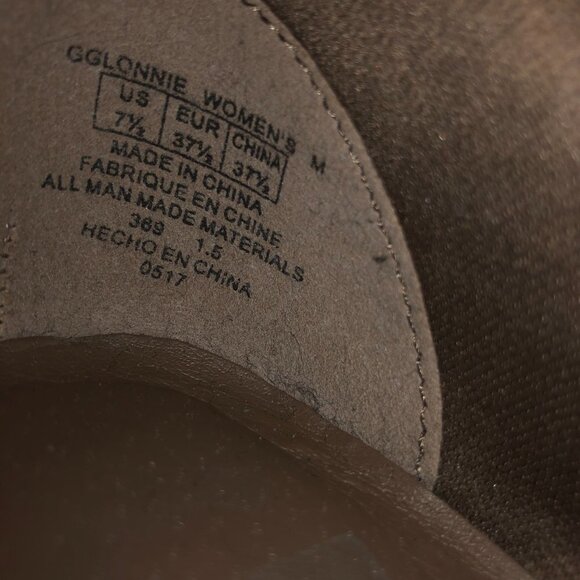 GGLONNIE WOMEN'S M
US EUR CHINA
7½ 37½ 37½
MADE IN CHINA
FABRIQUE EN CHINE
ALL MAN MADE MATERIALS
369 1.5
HECHO EN CHINA
0517